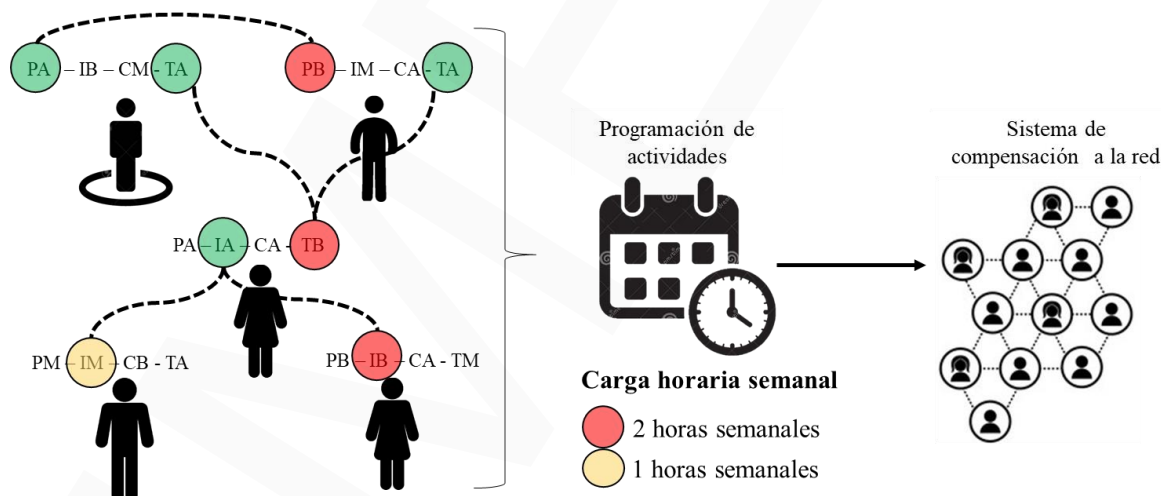 PA – IB – CM - TA
PB – IM – CA - TA
PA – IA – CA - TB
PM – IM – CB - TA
PB – IB – CA - TM
Programación de
actividades
Carga horaria semanal
2 horas semanales
1 horas semanales
Sistema de
compensación a la red